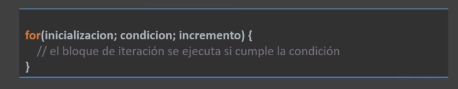 for(inicializacion; condicion; incremento) {
// el bloque de iteración se ejecuta si cumple la condición
}